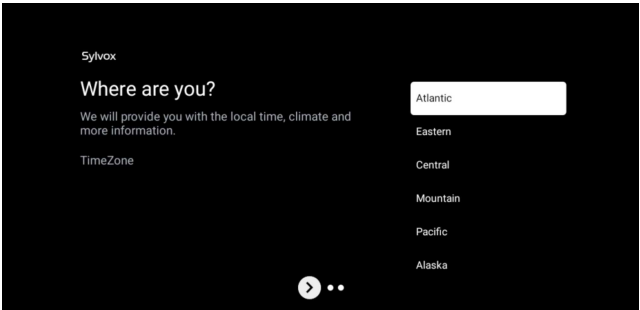 Sylvox
Where are you?
We will provide you with the local time, climate and
more information.
TimeZone
Atlantic
Eastern
Central
Mountain
Pacific
Alaska